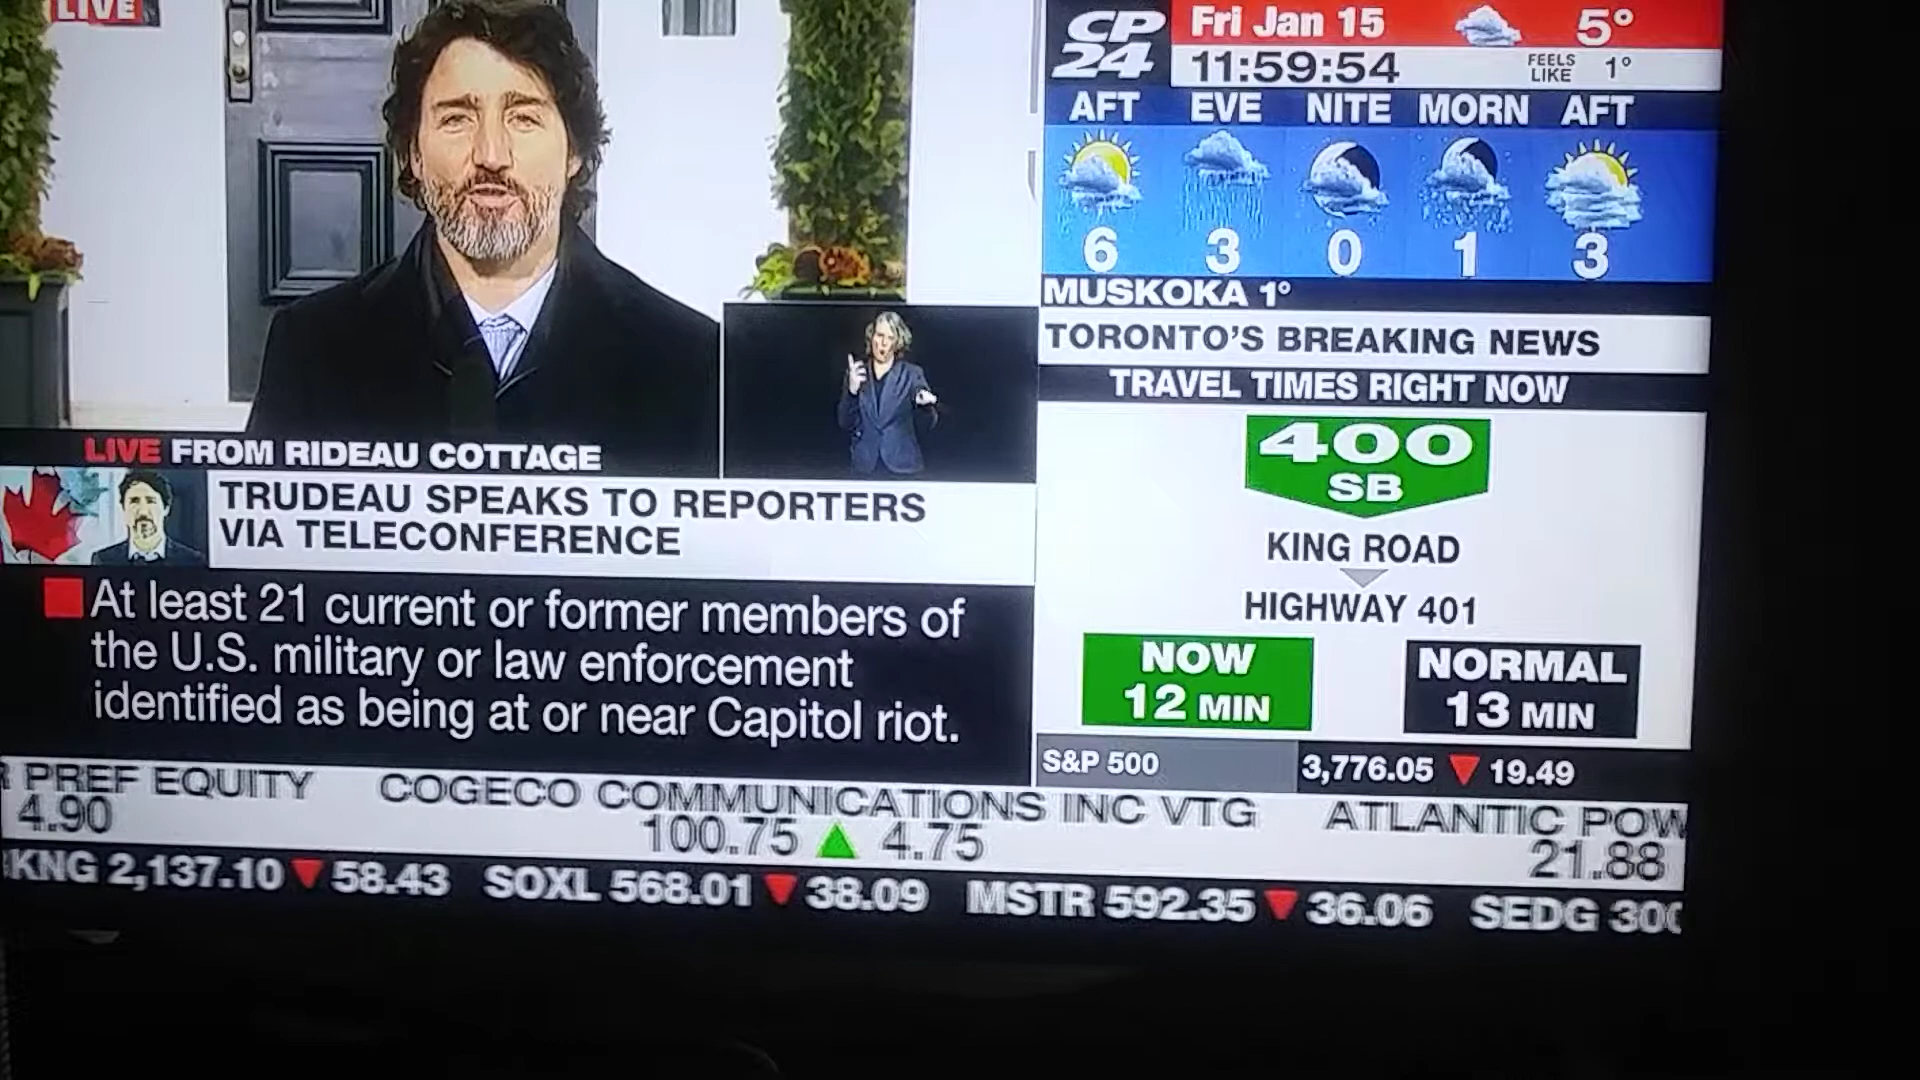 LIVE
CP
24
Fri Jan 15 5°
11:59:54 FEELS LIKE 1°
AFT EVE NITE MORN AFT
6 3 0 1 3
MUSKOKA 1°
TORONTO'S BREAKING NEWS
TRAVEL TIMES RIGHT NOW
400
SB
KING ROAD
HIGHWAY 401
NOW NORMAL
12 MIN 13 MIN
S&P 500 3,776.05 ▼ 19.49
LIVE FROM RIDEAU COTTAGE
TRUDEAU SPEAKS TO REPORTERS
VIA TELECONFERENCE
At least 21 current or former members of
the U.S. military or law enforcement
identified as being at or near Capitol riot.
PREF EQUITY COGECO COMMUNICATIONS INC VTG ATLANTIC POW
4.90 100.75 ▲ 4.75 21.88
KNG 2,137.10 ▼ 58.43 SOXL 568.01 ▼ 38.09 MSTR 592.35 ▼ 36.06 SEDG 300